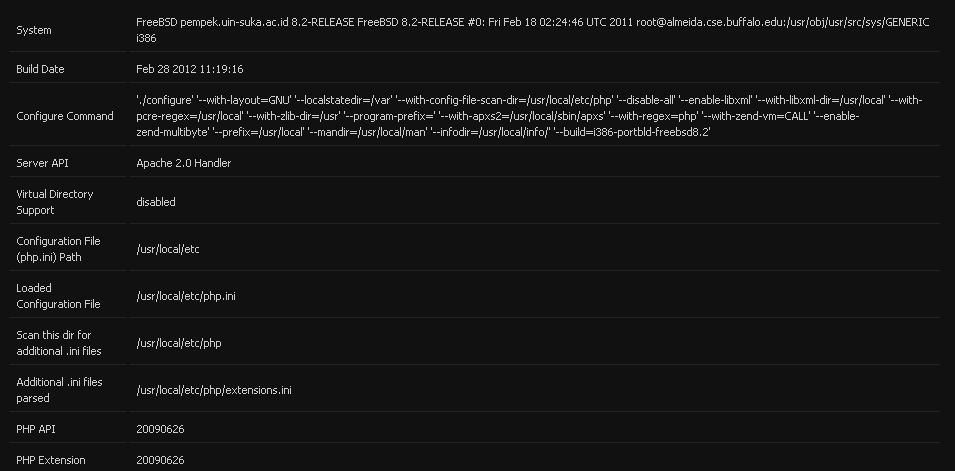 System
FreeBSD pempek.uin-suka.ac.id 8.2-RELEASE FreeBSD 8.2-RELEASE #0: Fri Feb 18 02:24:46 UTC 2011 root@almeida.cse.buffalo.edu:/usr/obj/usr/src/sys/GENERIC
i386
Build Date
Feb 28 2012 11:19:16
Configure Command
'./configure' '--with-layout=GNU' '--localstatedir=/var' '--with-config-file-scan-dir=/usr/local/etc/php' '--disable-all' '--enable-libxml' '--with-libxml-dir=/usr/local' '--with-
pcre-regex=/usr/local' '--with-zlib-dir=/usr' '--program-prefix=' '--with-apxs2=/usr/local/sbin/apxs' '--with-regex=php' '--with-zend-vm=CALL' '--enable-
zend-multibyte' '--prefix=/usr/local' '--mandir=/usr/local/man' '--infodir=/usr/local/info/' '--build=i386-portbld-freebsd8.2'
Server API
Apache 2.0 Handler
Virtual Directory
Support
disabled
Configuration File
(php.ini) Path
/usr/local/etc
Loaded
Configuration File
/usr/local/etc/php.ini
Scan this dir for
additional .ini files
/usr/local/etc/php
Additional .ini files
parsed
/usr/local/etc/php/extensions.ini
PHP API
20090626
PHP Extension
20090626